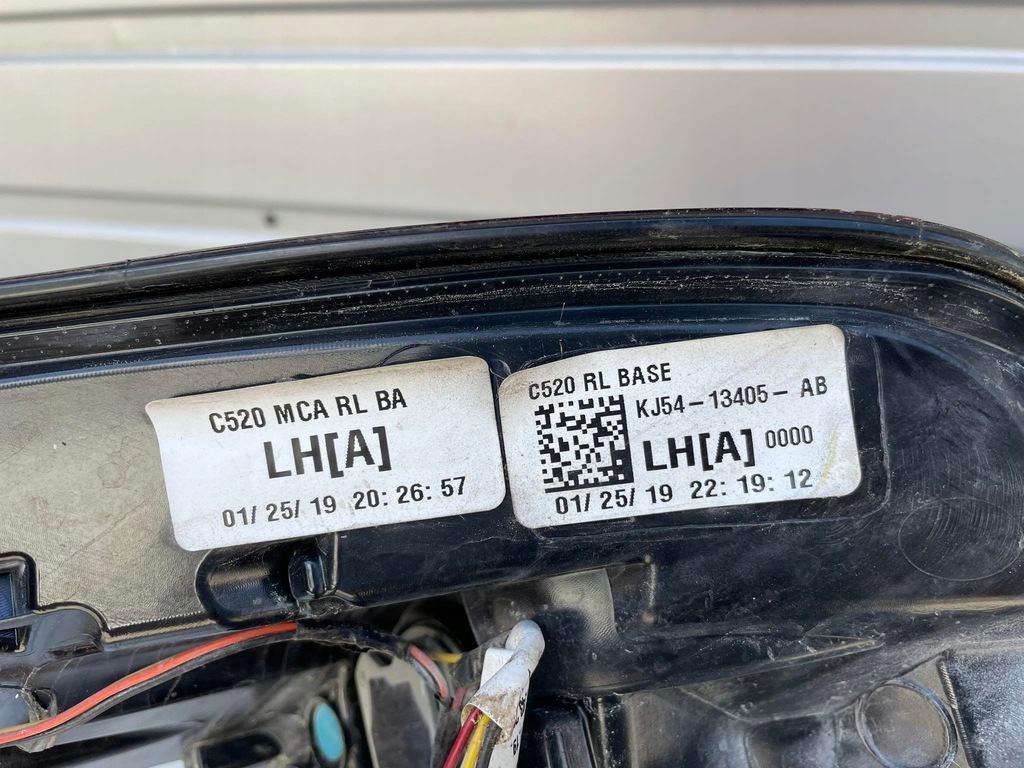 C520 MCA RL BA
LH[A]
01/ 25/ 19 20: 26: 57
C520 RL BASE
KJ54-13405- AB
LH[A] 0000
01/ 25/ 19 22: 19: 12